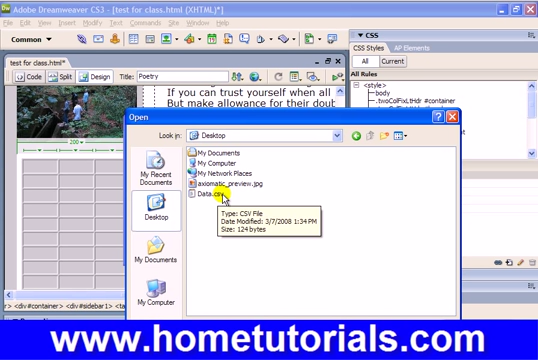 Adobe Dreamweaver CS3 - [test for class.html (XHTML)*]
File Edit View Insert Modify Text Commands Site Window Help
Common
CSS
CSS Styles AP Elements
All Current
All Rules
<style>
body
.twoColFixLtHdr #container
test for class.html*
Code Split Design Title: Poetry
If you can trust yourself when all
But make allowance for their doub
200
Open
Look in: Desktop
My Recent Documents
Desktop
My Documents
My Computer
My Documents
My Computer
My Network Places
axiomatic_preview.jpg
Data.csv
Type: CSV File
Date Modified: 3/7/2008 1:34 PM
Size: 124 bytes
<div#container> <div#sidebar1>
www.hometutorials.com